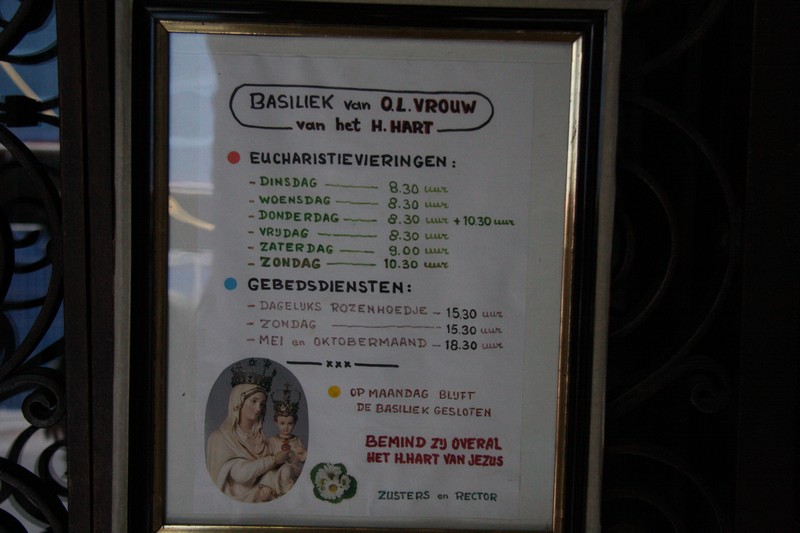 BASILIEK van O.L. VROUW
van het H. HART
EUCHARISTIEVIERINGEN:
- DINSDAG —— 8.30 uur
- WOENSDAG —— 8.30 uur
- DONDERDAG —— 8.30 uur + 10.30 uur
- VRIJDAG —— 8.30 uur
- ZATERDAG —— 9.00 uur
- ZONDAG —— 10.30 uur
GEBEDSDIENSTEN:
- DAGELIJKS ROZENHOEDJE - 15.30 uur
- ZONDAG —— 15.30 uur
- MEI en OKTOBERMAAND - 18.30 uur
—— xxx ——
OP MAANDAG BLIJFT
DE BASILIEK GESLOTEN
BEMIND ZIJ OVERAL
HET H.HART VAN JEZUS
ZUSTERS en RECTOR